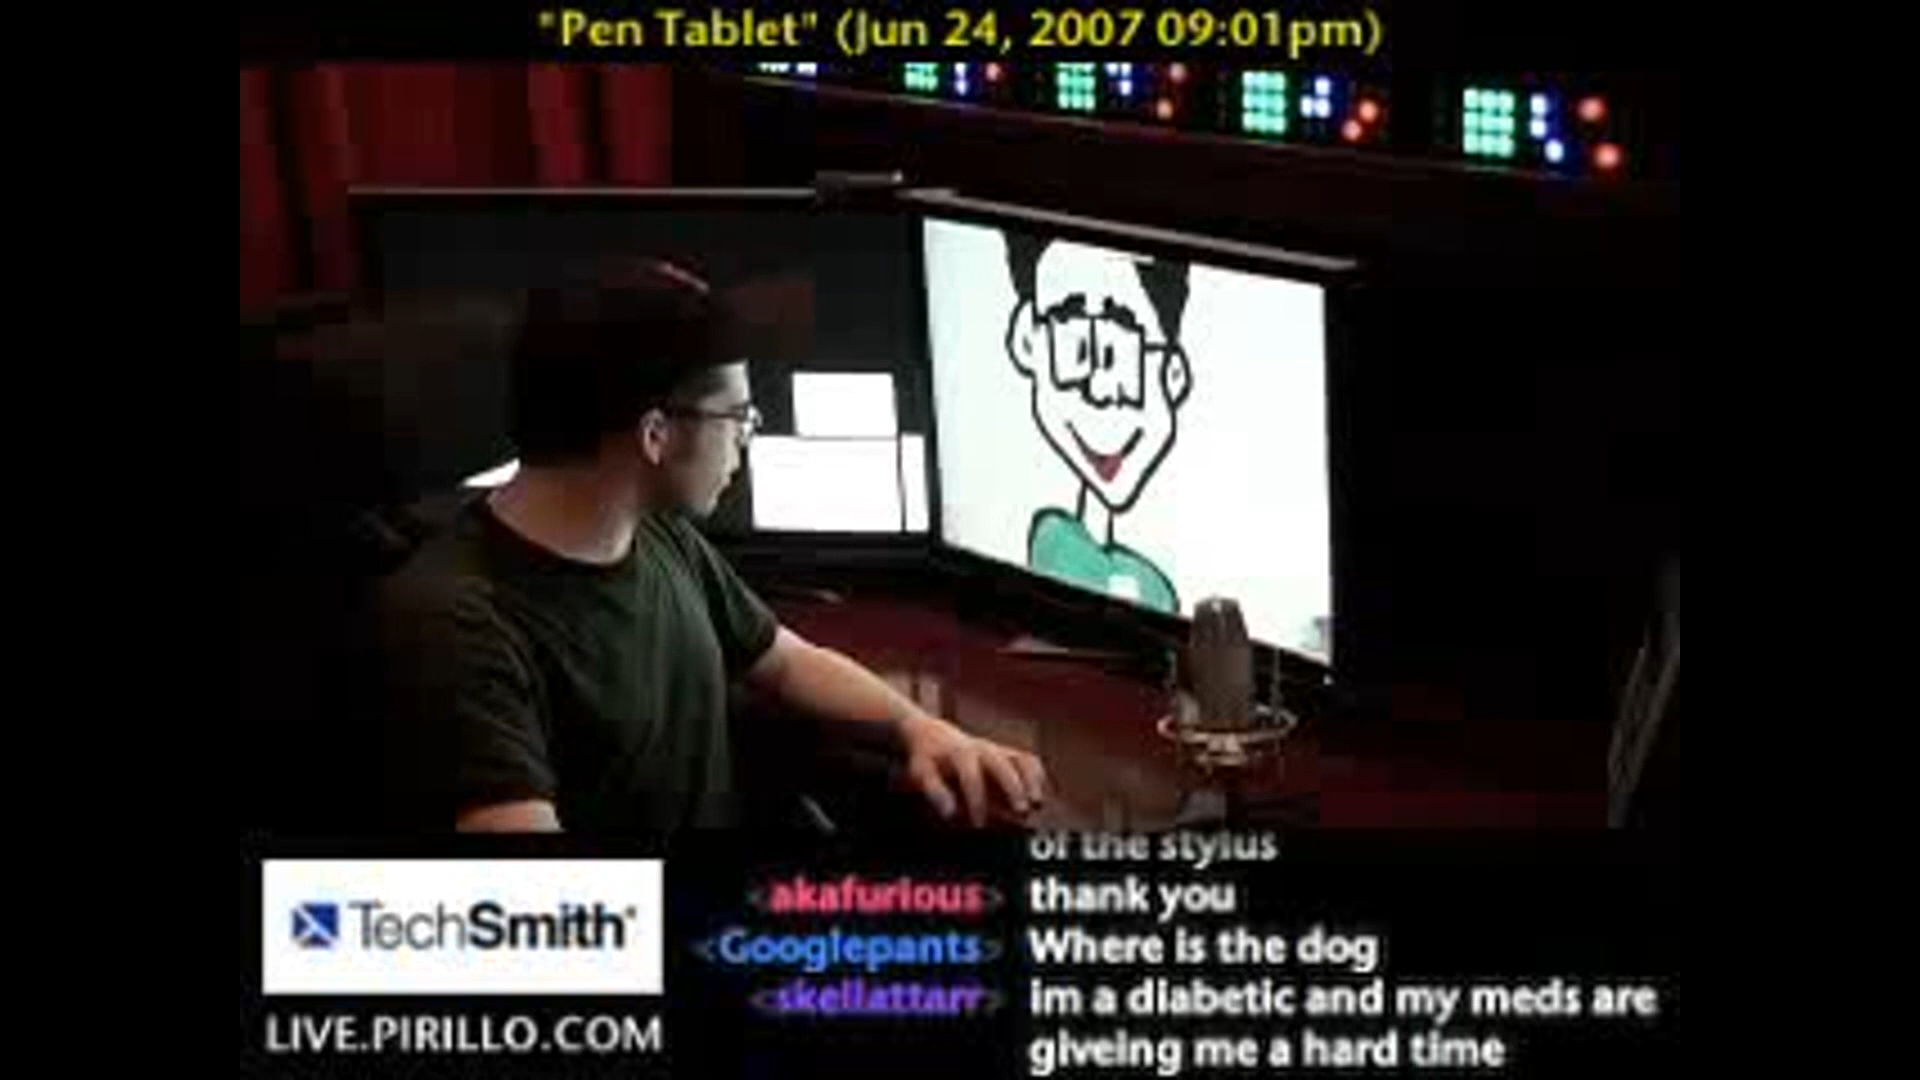 "Pen Tablet" (Jun 24, 2007 09:01pm)
of the stylus
<akafurious> thank you
<Googlepants> Where is the dog
<skellattarr> im a diabetic and my meds are
giveing me a hard time
TechSmith
LIVE.PIRILLO.COM